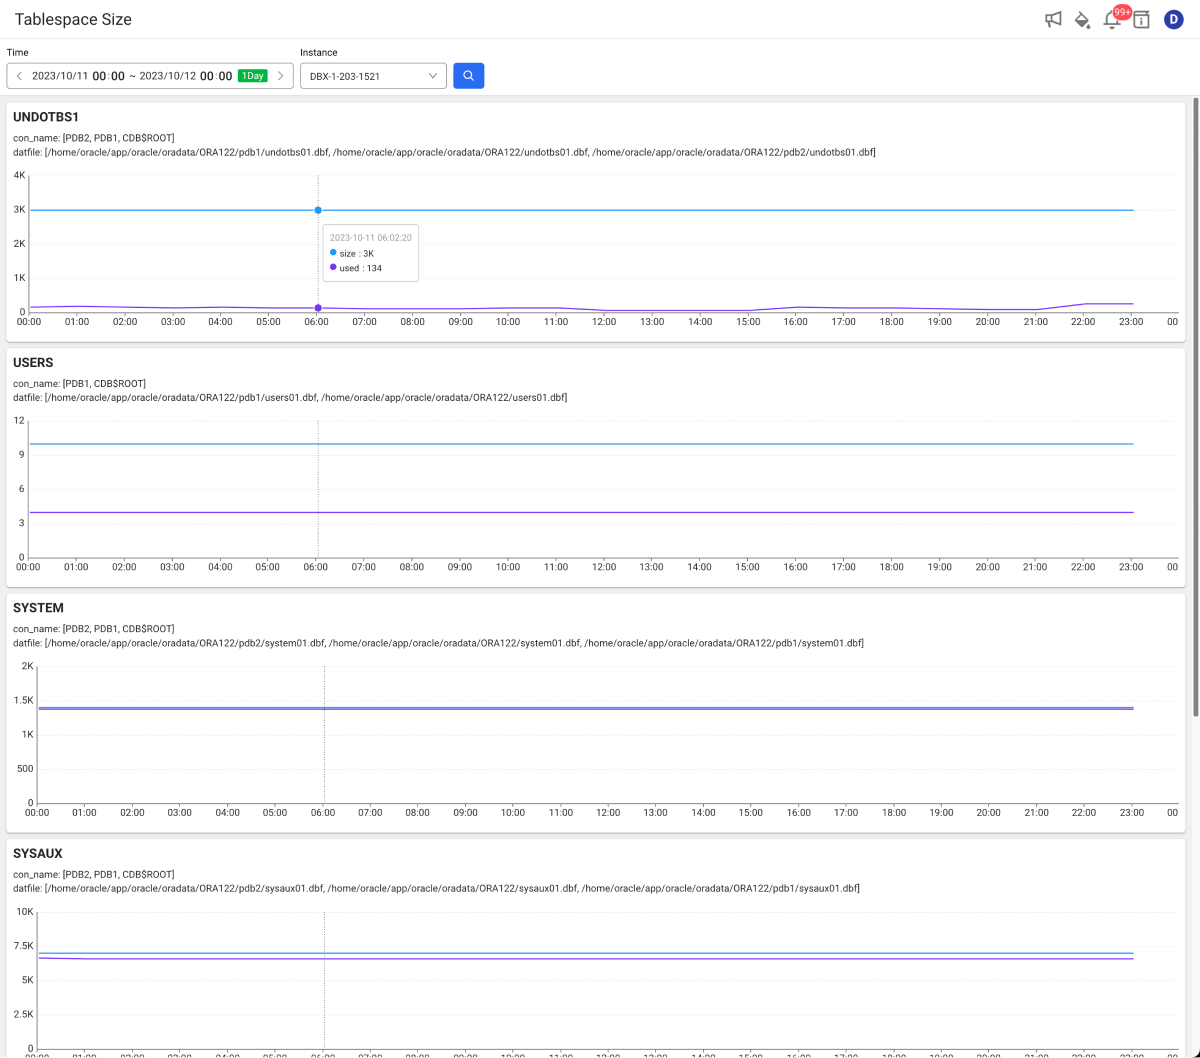 Tablespace Size
99+
D
Time
Instance
2023/10/11 00:00 ~ 2023/10/12 00:00 1Day
DBX-1-203-1521
UNDOTBS1
con_name: [PDB2, PDB1, CDB$ROOT]
datfile: [/home/oracle/app/oracle/oradata/ORA122/pdb1/undotbs01.dbf, /home/oracle/app/oracle/oradata/ORA122/undotbs01.dbf, /home/oracle/app/oracle/oradata/ORA122/pdb2/undotbs01.dbf]
4K
3K
2K
1K
0
2023-10-11 06:02:20
size : 3K
used : 134
00:00 01:00 02:00 03:00 04:00 05:00 06:00 07:00 08:00 09:00 10:00 11:00 12:00 13:00 14:00 15:00 16:00 17:00 18:00 19:00 20:00 21:00 22:00 23:00 00
USERS
con_name: [PDB1, CDB$ROOT]
datfile: [/home/oracle/app/oracle/oradata/ORA122/pdb1/users01.dbf, /home/oracle/app/oracle/oradata/ORA122/users01.dbf]
12
9
6
3
0
00:00 01:00 02:00 03:00 04:00 05:00 06:00 07:00 08:00 09:00 10:00 11:00 12:00 13:00 14:00 15:00 16:00 17:00 18:00 19:00 20:00 21:00 22:00 23:00 00
SYSTEM
con_name: [PDB2, PDB1, CDB$ROOT]
datfile: [/home/oracle/app/oracle/oradata/ORA122/pdb2/system01.dbf, /home/oracle/app/oracle/oradata/ORA122/system01.dbf, /home/oracle/app/oracle/oradata/ORA122/pdb1/system01.dbf]
2K
1.5K
1K
500
0
00:00 01:00 02:00 03:00 04:00 05:00 06:00 07:00 08:00 09:00 10:00 11:00 12:00 13:00 14:00 15:00 16:00 17:00 18:00 19:00 20:00 21:00 22:00 23:00 00
SYSAUX
con_name: [PDB2, PDB1, CDB$ROOT]
datfile: [/home/oracle/app/oracle/oradata/ORA122/pdb2/sysaux01.dbf, /home/oracle/app/oracle/oradata/ORA122/sysaux01.dbf, /home/oracle/app/oracle/oradata/ORA122/pdb1/sysaux01.dbf]
10K
7.5K
5K
2.5K
0